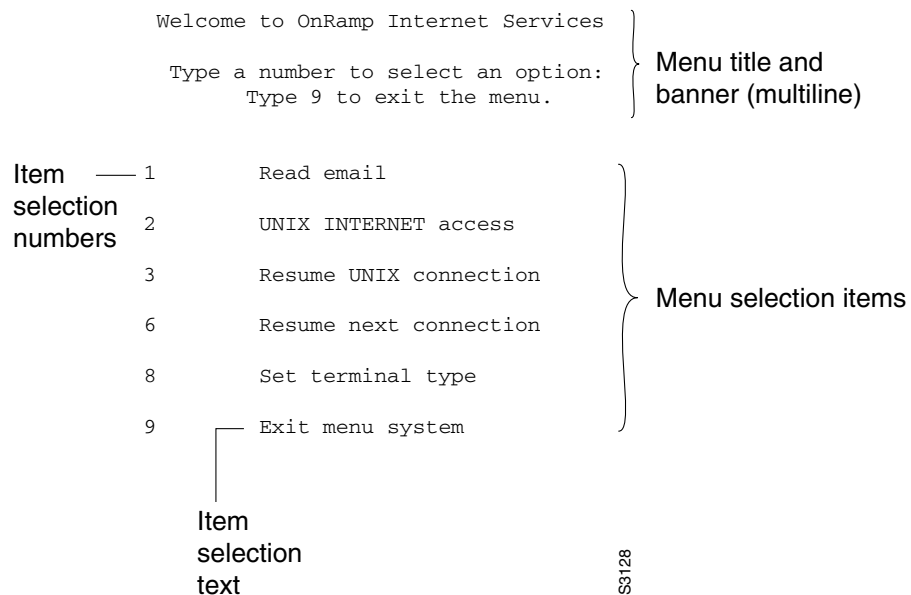 Welcome to OnRamp Internet Services
Type a number to select an option:
Type 9 to exit the menu.
Menu title and
banner (multiline)
Item
selection
numbers
1 Read email
2 UNIX INTERNET access
3 Resume UNIX connection
6 Resume next connection
8 Set terminal type
9 Exit menu system
Menu selection items
Item
selection
text
S3128